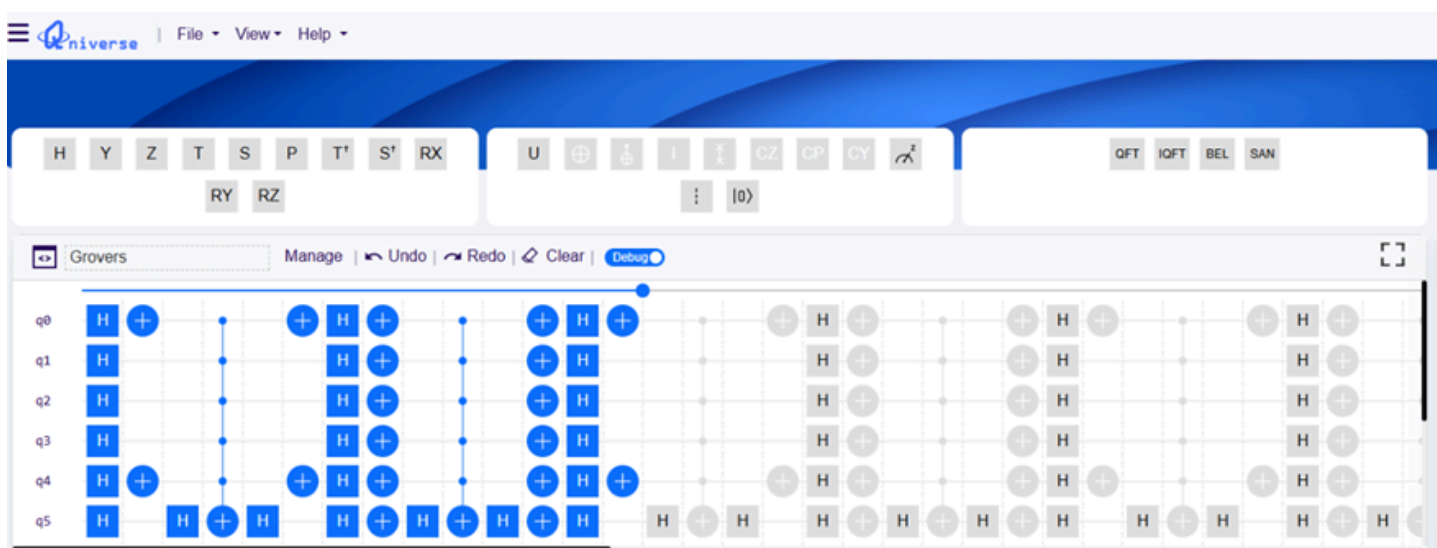 Qniverse | File View Help
H Y Z T S P T† S† RX U I CZ CP CY z QFT IQFT BEL SAN
RY RZ |0⟩
Grovers Manage | Undo | Redo | Clear | Debug
q0 H H H H H H
q1 H H H H H H
q2 H H H H H H
q3 H H H H H H
q4 H H H H H H
q5 H H H H H H H H H H H H H H H H H